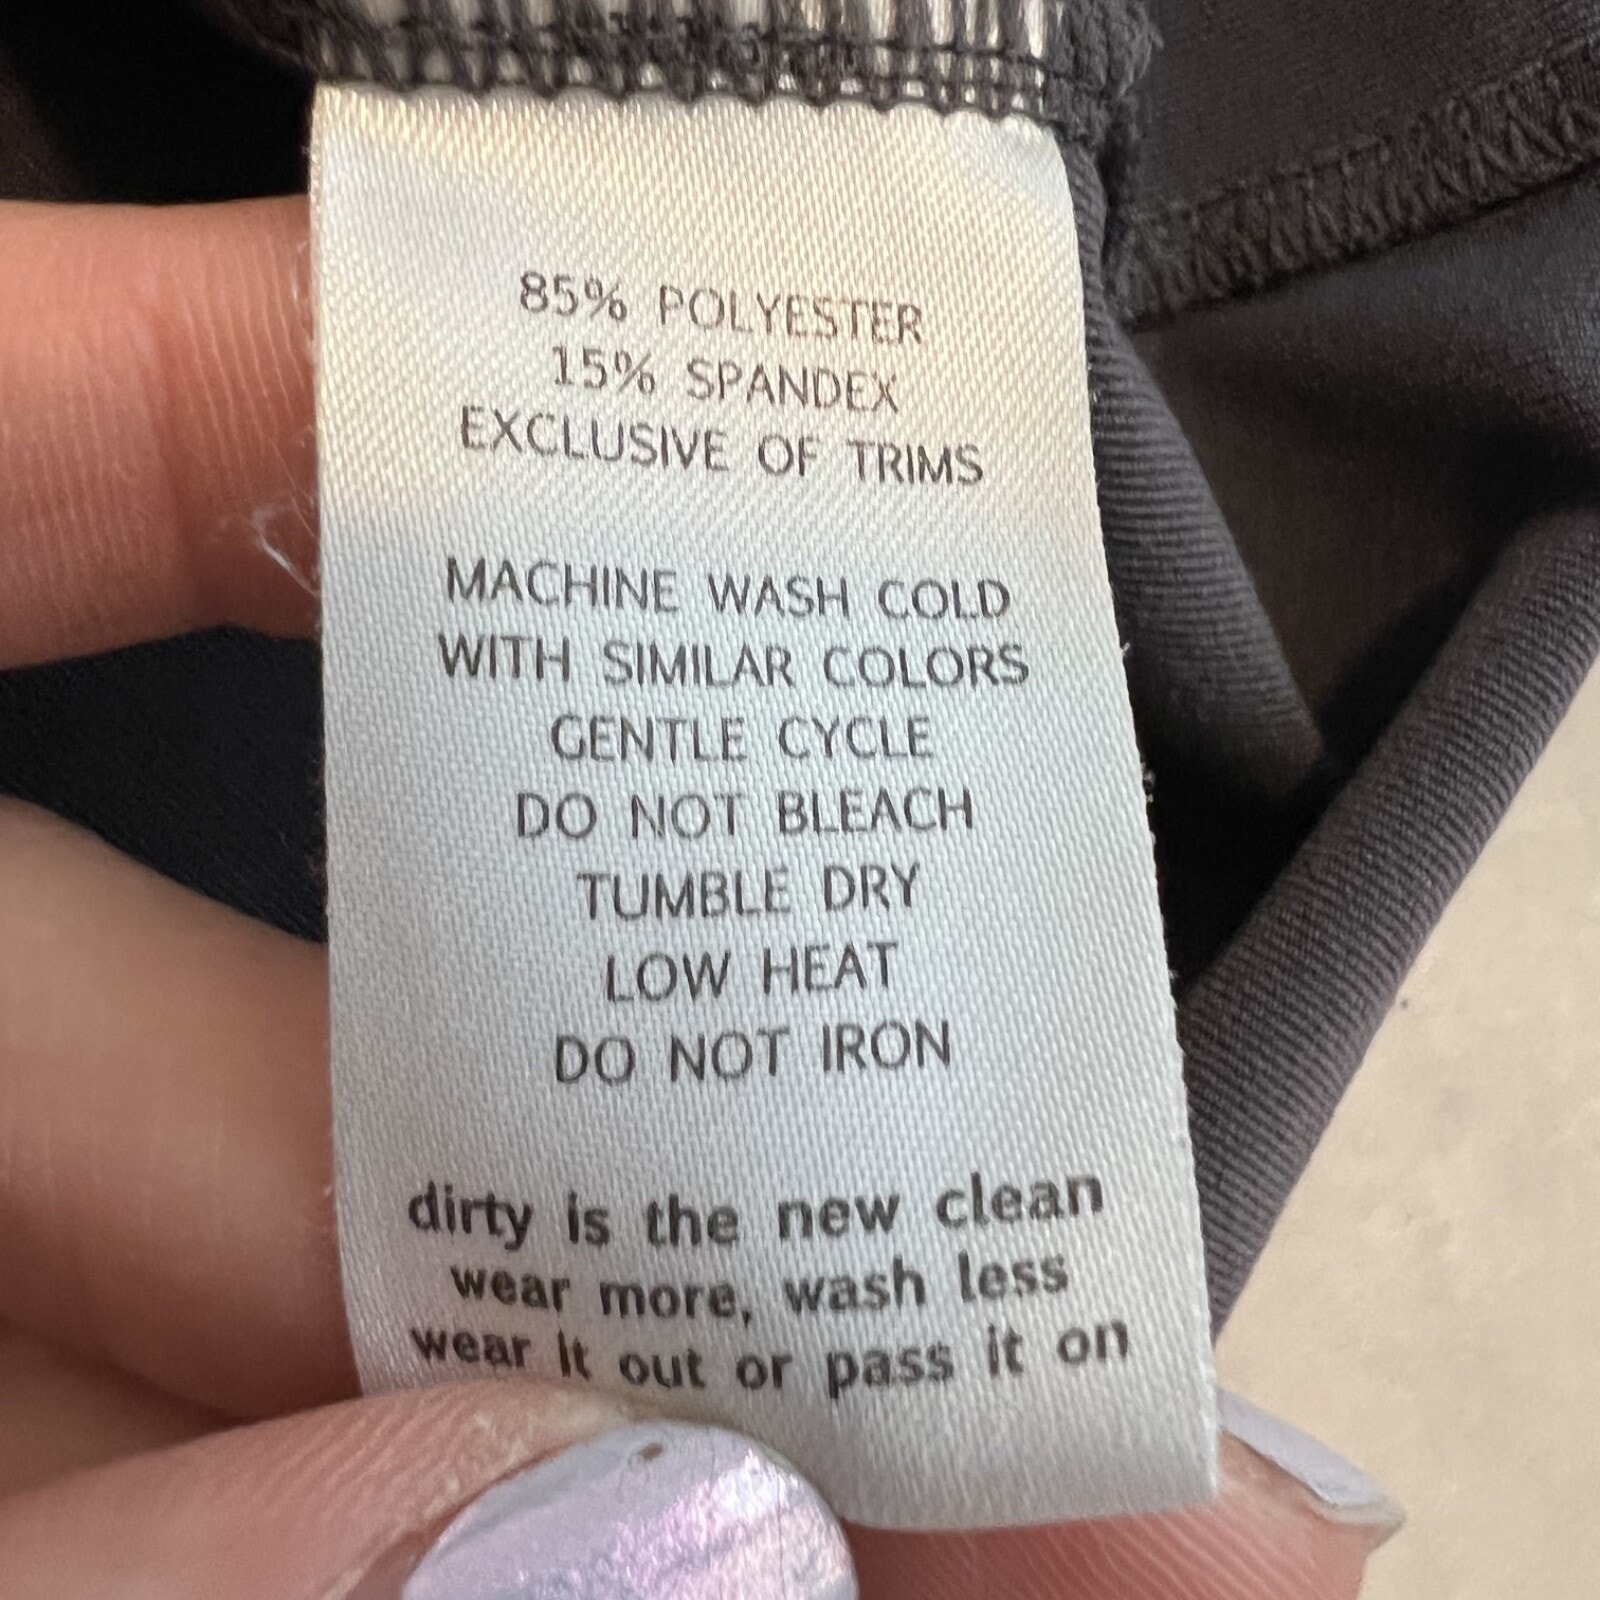 85% POLYESTER
15% SPANDEX
EXCLUSIVE OF TRIMS
MACHINE WASH COLD
WITH SIMILAR COLORS
GENTLE CYCLE
DO NOT BLEACH
TUMBLE DRY
LOW HEAT
DO NOT IRON
dirty is the new clean
wear more, wash less
wear it out or pass it on